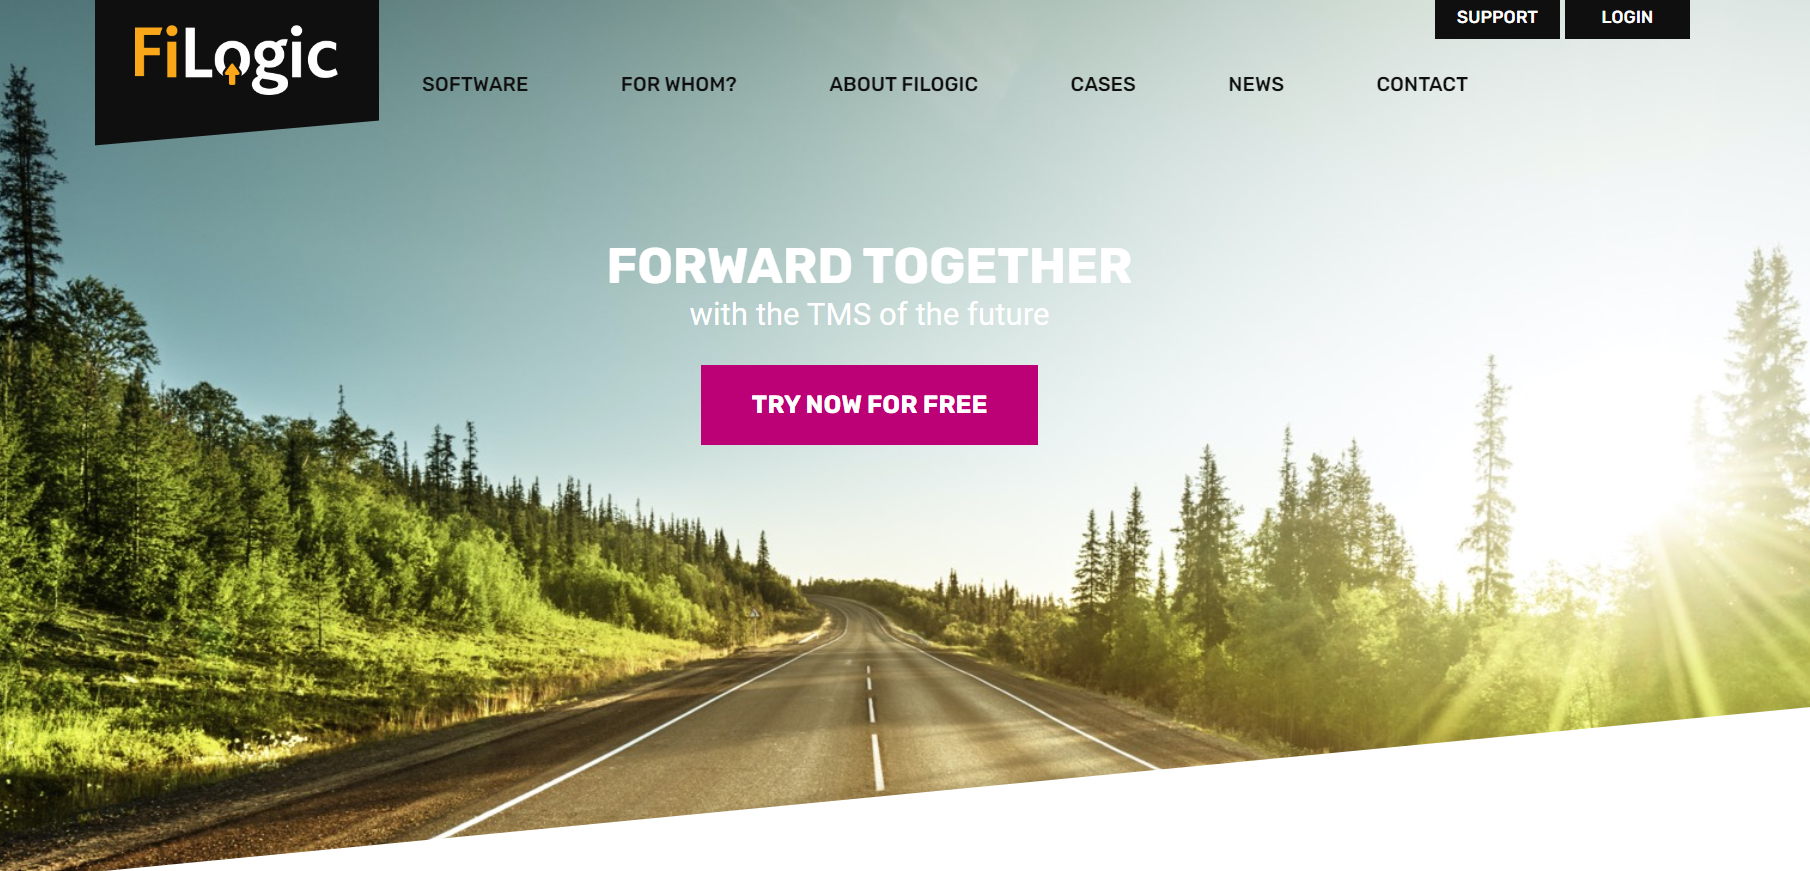 FiLogic
SUPPORT
LOGIN
SOFTWARE
FOR WHOM?
ABOUT FILOGIC
CASES
NEWS
CONTACT
FORWARD TOGETHER
with the TMS of the future
TRY NOW FOR FREE